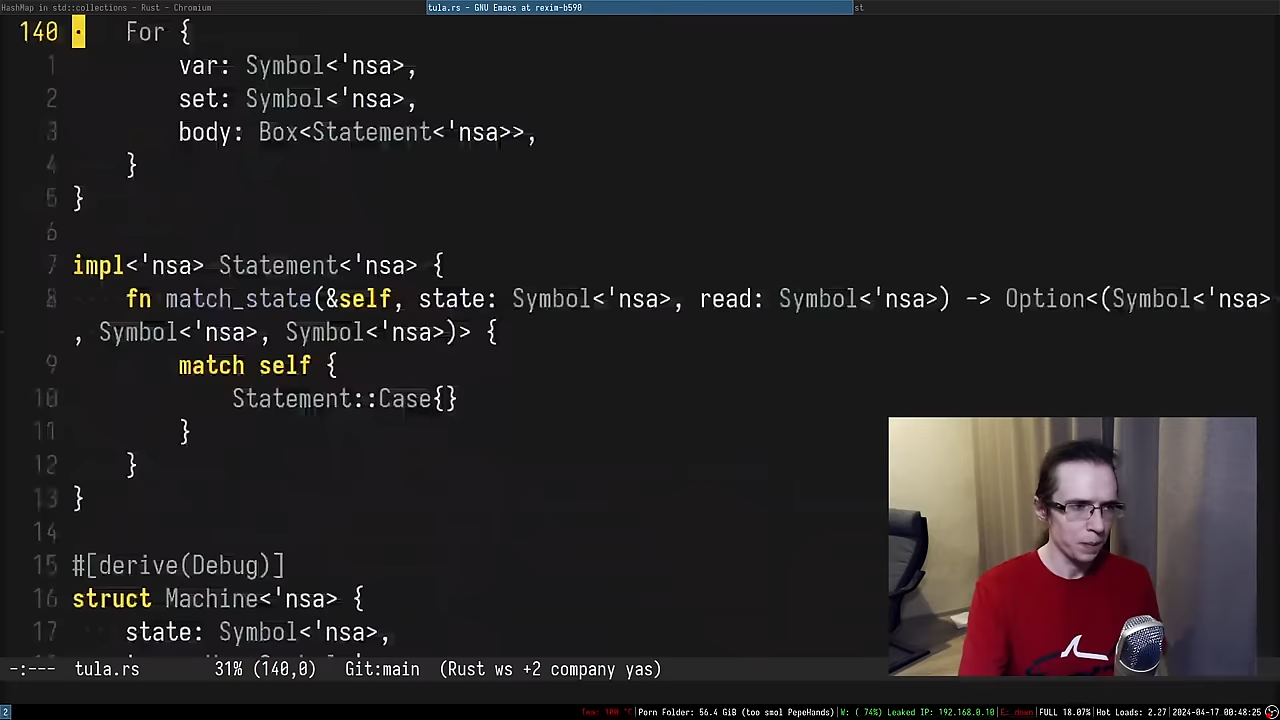 HashMap in std::collections - Rust - Chromium
tula.rs - GNU Emacs at rexim-b590
st
140 · For {
1 var: Symbol<'nsa>,
2 set: Symbol<'nsa>,
3 body: Box<Statement<'nsa>>,
4 }
5 }
6
7 impl<'nsa> Statement<'nsa> {
8 fn match_state(&self, state: Symbol<'nsa>, read: Symbol<'nsa>) -> Option<(Symbol<'nsa>
, Symbol<'nsa>, Symbol<'nsa>)> {
9 match self {
10 Statement::Case{}
11 }
12 }
13 }
14
15 #[derive(Debug)]
16 struct Machine<'nsa> {
17 state: Symbol<'nsa>,
-:--- tula.rs 31% (140,0) Git:main (Rust ws +2 company yas)
2 Tea: 100 °C|Porn Folder: 56.4 GiB (too smol PepeHands)|W: ( 74%) Leaked IP: 192.168.0.10|E: down|FULL 18.07%|Hot Loads: 2.27|2024-04-17 00:48:25